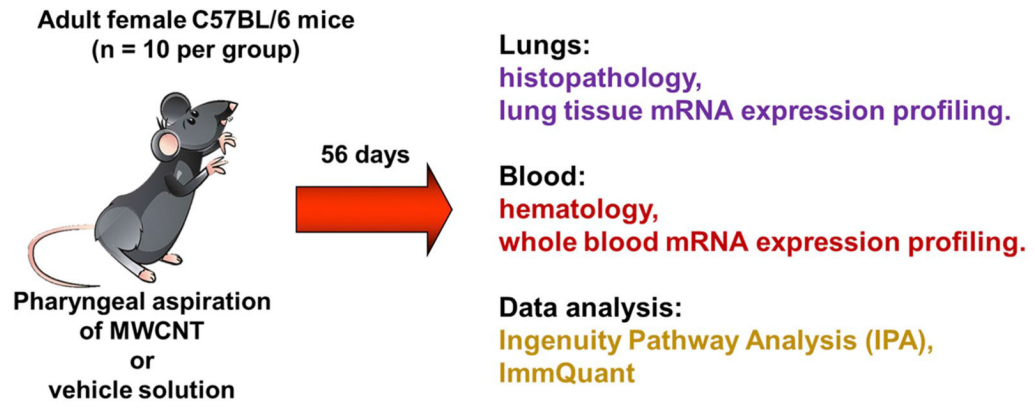 Adult female C57BL/6 mice
(n = 10 per group)
Pharyngeal aspiration
of MWCNT
or
vehicle solution
56 days
Lungs:
histopathology,
lung tissue mRNA expression profiling.
Blood:
hematology,
whole blood mRNA expression profiling.
Data analysis:
Ingenuity Pathway Analysis (IPA),
ImmQuant